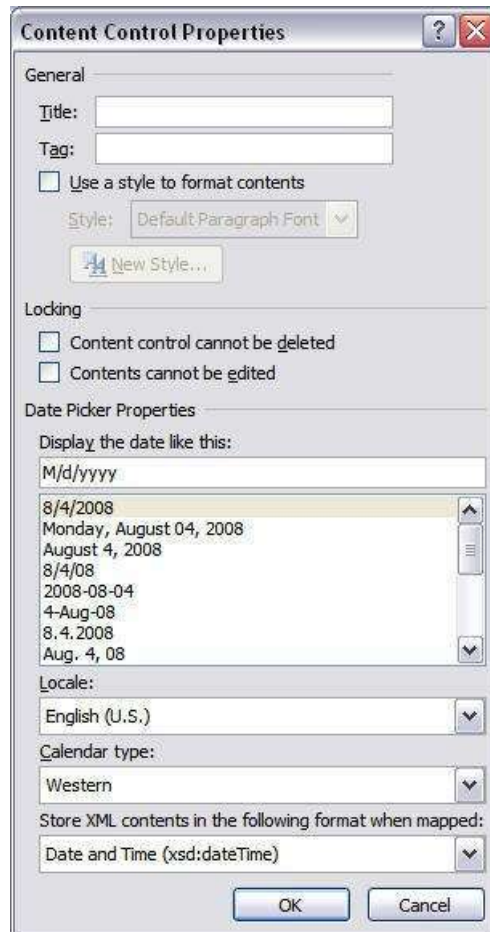 Content Control Properties
?
General
Title:
Tag:
Use a style to format contents
Style: Default Paragraph Font
New Style...
Locking
Content control cannot be deleted
Contents cannot be edited
Date Picker Properties
Display the date like this:
M/d/yyyy
8/4/2008
Monday, August 04, 2008
August 4, 2008
8/4/08
2008-08-04
4-Aug-08
8.4.2008
Aug. 4, 08
Locale:
English (U.S.)
Calendar type:
Western
Store XML contents in the following format when mapped:
Date and Time (xsd:dateTime)
OK Cancel